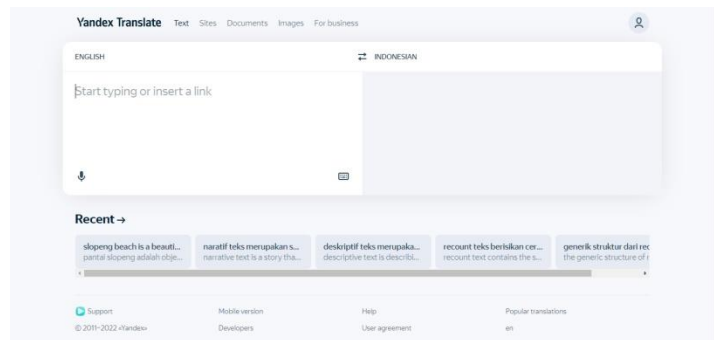 Yandex Translate Text Sites Documents Images For business
ENGLISH INDONESIAN
Start typing or insert a link
Recent →
slopeng beach is a beauti... naratif teks merupakan s... deskriptif teks merupaka... recount teks berisikan cer... generik struktur dari rec
pantai slopeng adalah obje... narrative text is a story tha... descriptive text is describi... recount text contains the s... the generic structure of r
Support Mobile version Help Popular translations
© 2011–2022 «Yandex» Developers User agreement en